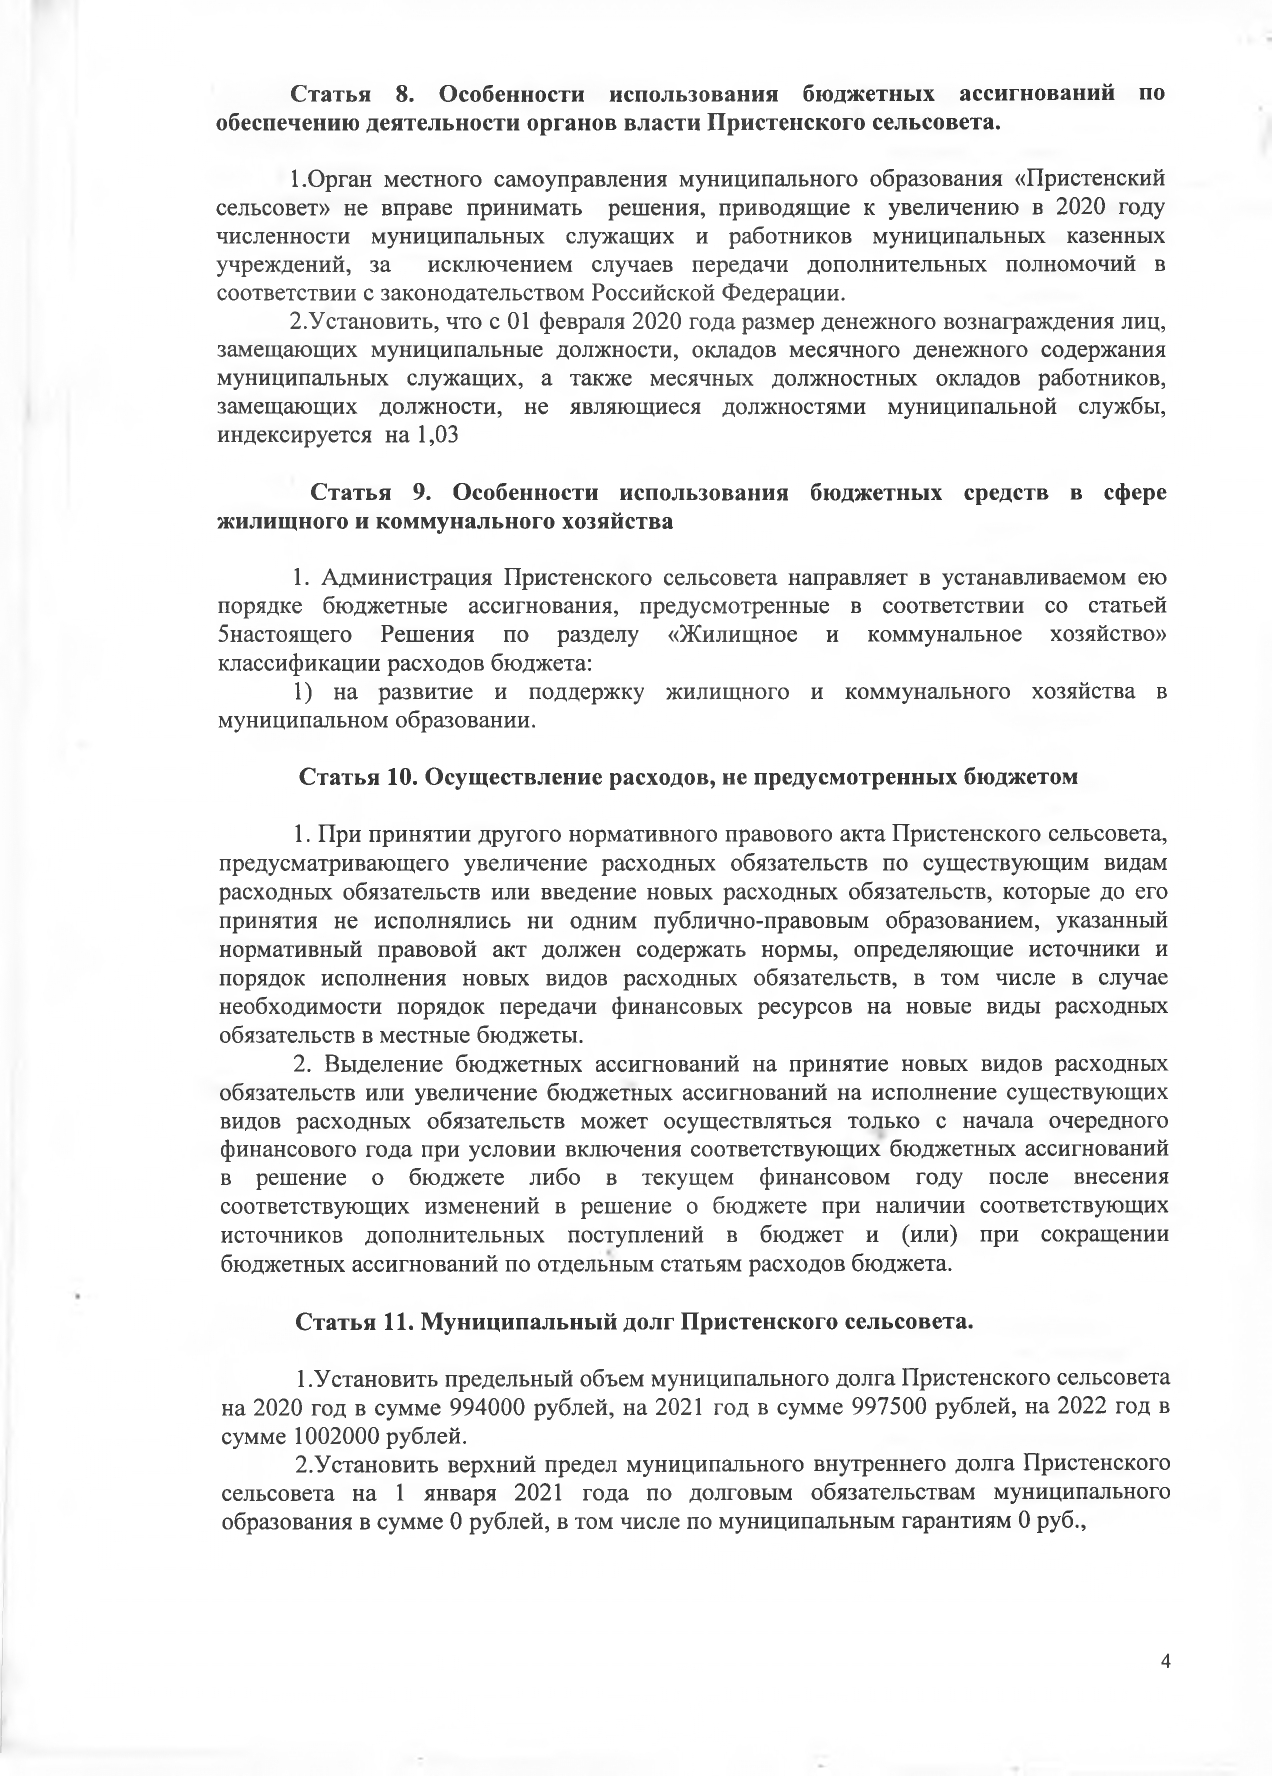 Статья 8. Особенности использования бюджетных ассигнований по
обеспечению деятельности органов власти Пристенского сельсовета.
1.Орган местного самоуправления муниципального образования «Пристенский
сельсовет» не вправе принимать решения, приводящие к увеличению в 2020 году
численности муниципальных служащих и работников муниципальных казенных
учреждений, за исключением случаев передачи дополнительных полномочий в
соответствии с законодательством Российской Федерации.
2.Установить, что с 01 февраля 2020 года размер денежного вознаграждения лиц,
замещающих муниципальные должности, окладов месячного денежного содержания
муниципальных служащих, а также месячных должностных окладов работников,
замещающих должности, не являющиеся должностями муниципальной службы,
индексируется на 1,03
Статья 9. Особенности использования бюджетных средств в сфере
жилищного и коммунального хозяйства
1. Администрация Пристенского сельсовета направляет в устанавливаемом ею
порядке бюджетные ассигнования, предусмотренные в соответствии со статьей
5настоящего Решения по разделу «Жилищное и коммунальное хозяйство»
классификации расходов бюджета:
1) на развитие и поддержку жилищного и коммунального хозяйства в
муниципальном образовании.
Статья 10. Осуществление расходов, не предусмотренных бюджетом
1. При принятии другого нормативного правового акта Пристенского сельсовета,
предусматривающего увеличение расходных обязательств по существующим видам
расходных обязательств или введение новых расходных обязательств, которые до его
принятия не исполнялись ни одним публично-правовым образованием, указанный
нормативный правовой акт должен содержать нормы, определяющие источники и
порядок исполнения новых видов расходных обязательств, в том числе в случае
необходимости порядок передачи финансовых ресурсов на новые виды расходных
обязательств в местные бюджеты.
2. Выделение бюджетных ассигнований на принятие новых видов расходных
обязательств или увеличение бюджетных ассигнований на исполнение существующих
видов расходных обязательств может осуществляться только с начала очередного
финансового года при условии включения соответствующих бюджетных ассигнований
в решение о бюджете либо в текущем финансовом году после внесения
соответствующих изменений в решение о бюджете при наличии соответствующих
источников дополнительных поступлений в бюджет и (или) при сокращении
бюджетных ассигнований по отдельным статьям расходов бюджета.
Статья 11. Муниципальный долг Пристенского сельсовета.
1.Установить предельный объем муниципального долга Пристенского сельсовета
на 2020 год в сумме 994000 рублей, на 2021 год в сумме 997500 рублей, на 2022 год в
сумме 1002000 рублей.
2.Установить верхний предел муниципального внутреннего долга Пристенского
сельсовета на 1 января 2021 года по долговым обязательствам муниципального
образования в сумме 0 рублей, в том числе по муниципальным гарантиям 0 руб.,
4